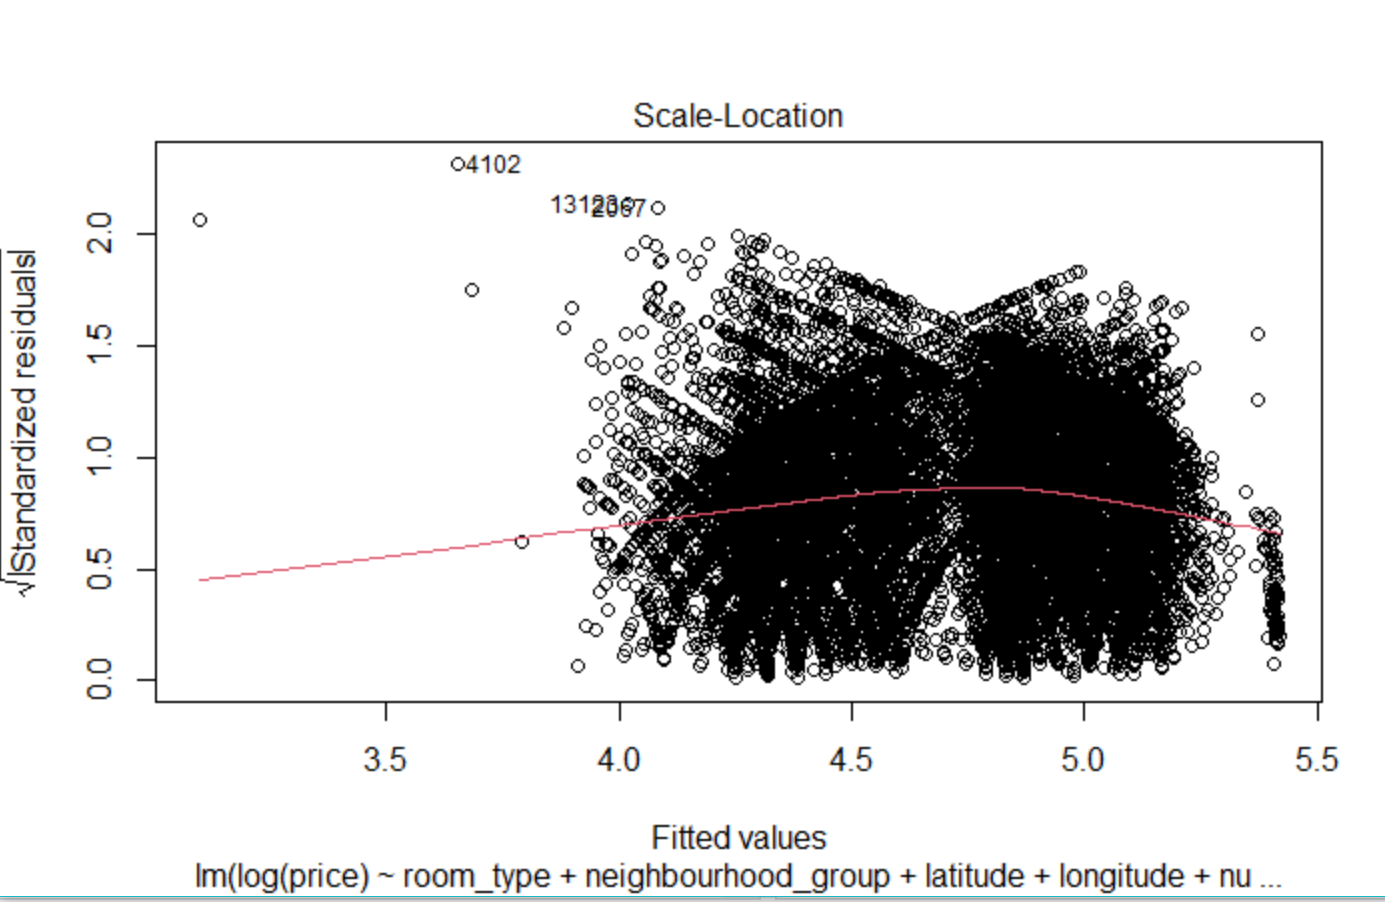 Scale-Location
4102
2.0
1.5
1.0
0.5
0.0
√|Standardized residuals|
3.5 4.0 4.5 5.0 5.5
Fitted values
lm(log(price) ~ room_type + neighbourhood_group + latitude + longitude + nu ...